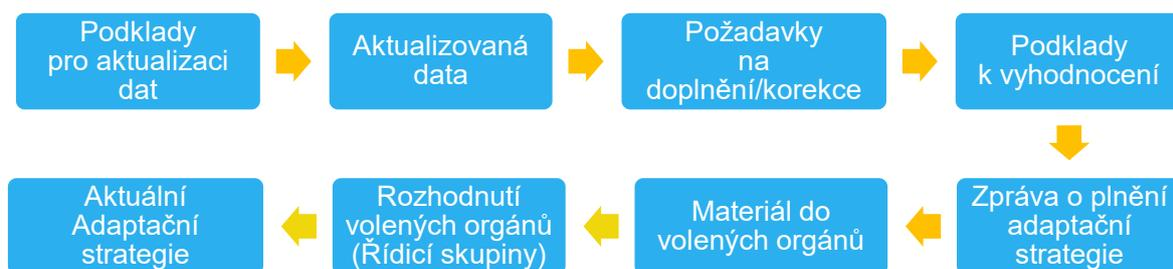 Podklady
pro aktualizaci
dat
Aktualizovaná
data
Požadavky
na
doplnění/korekce
Podklady
k vyhodnocení
Zpráva o plnění
adaptační
strategie
Materiál do
volených orgánů
Rozhodnutí
volených orgánů
(Řídicí skupiny)
Aktuální
Adaptační
strategie